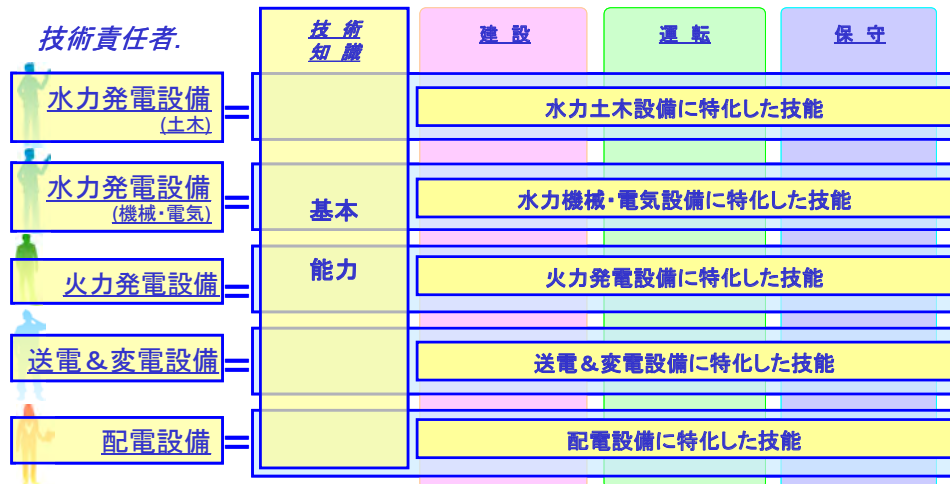 技術責任者.
技 術
知 識
建 設
運 転
保 守
水力発電設備
(土木)
水力土木設備に特化した技能
水力発電設備
(機械・電気)
水力機械・電気設備に特化した技能
基本
能力
火力発電設備
火力発電設備に特化した技能
送電＆変電設備
送電＆変電設備に特化した技能
配電設備
配電設備に特化した技能